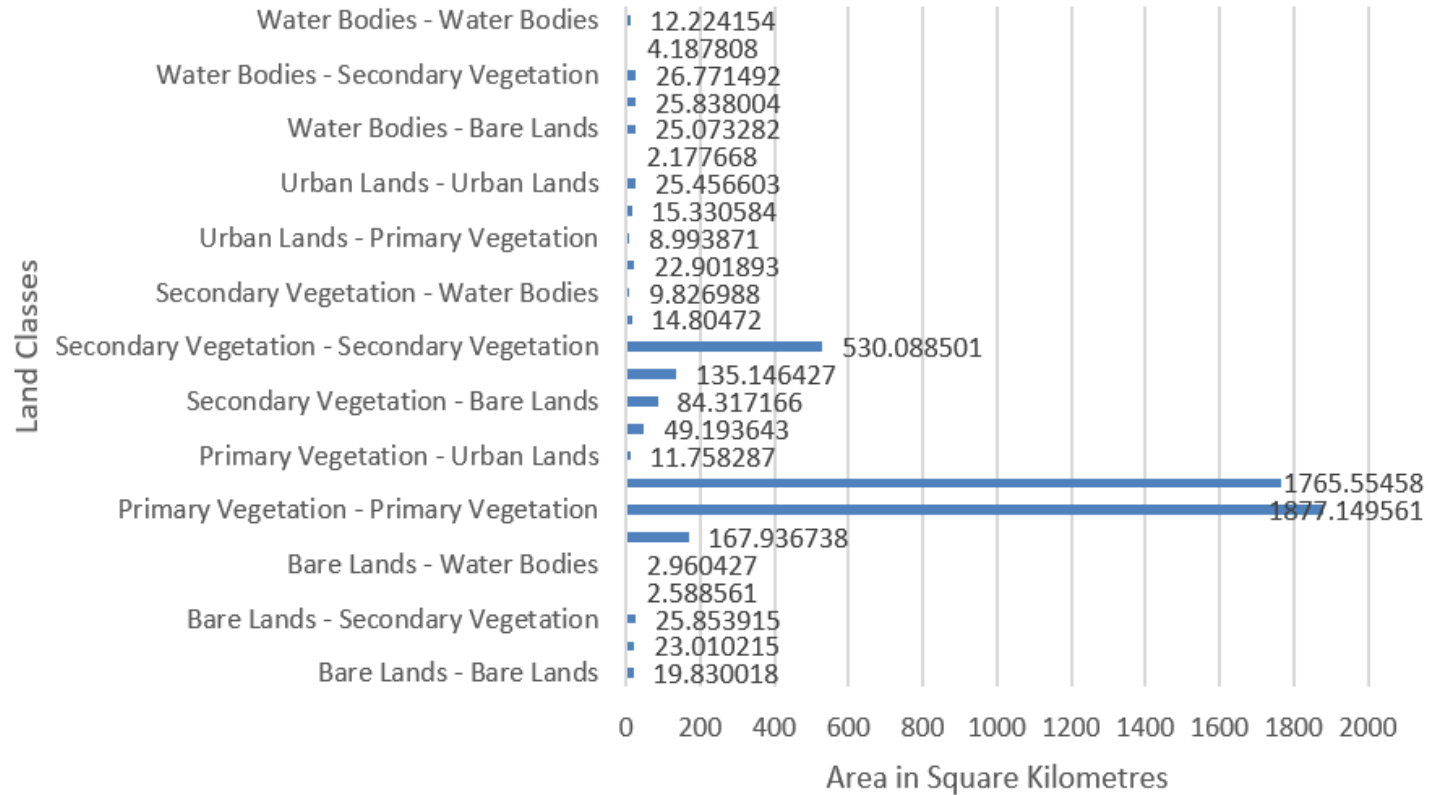 Water Bodies - Water Bodies 12.224154
4.187808
Water Bodies - Secondary Vegetation 26.771492
25.838004
Water Bodies - Bare Lands 25.073282
2.177668
Urban Lands - Urban Lands 25.456603
15.330584
Urban Lands - Primary Vegetation 8.993871
22.901893
Secondary Vegetation - Water Bodies 9.826988
14.80472
Secondary Vegetation - Secondary Vegetation 530.088501
135.146427
Secondary Vegetation - Bare Lands 84.317166
49.193643
Primary Vegetation - Urban Lands 11.758287
1765.55458
Primary Vegetation - Primary Vegetation 1877.149561
167.936738
Bare Lands - Water Bodies 2.960427
2.588561
Bare Lands - Secondary Vegetation 25.853915
23.010215
Bare Lands - Bare Lands 19.830018
Land Classes
0 200 400 600 800 1000 1200 1400 1600 1800 2000
Area in Square Kilometres